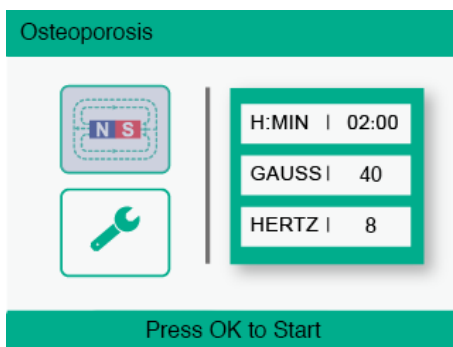 Osteoporosis
N S
H:MIN | 02:00
GAUSS | 40
HERTZ | 8
Press OK to Start